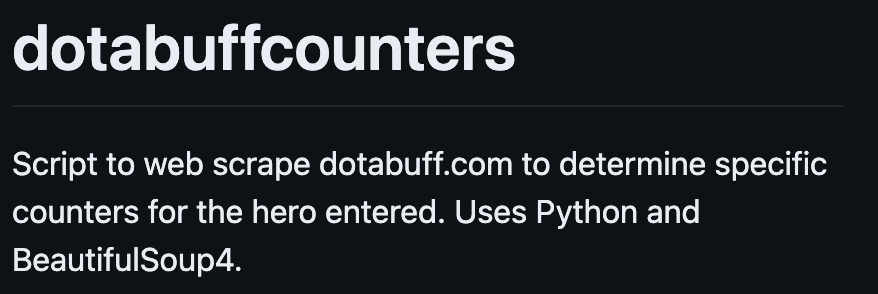 dotabuffcounters
Script to web scrape dotabuff.com to determine specific
counters for the hero entered. Uses Python and
BeautifulSoup4.